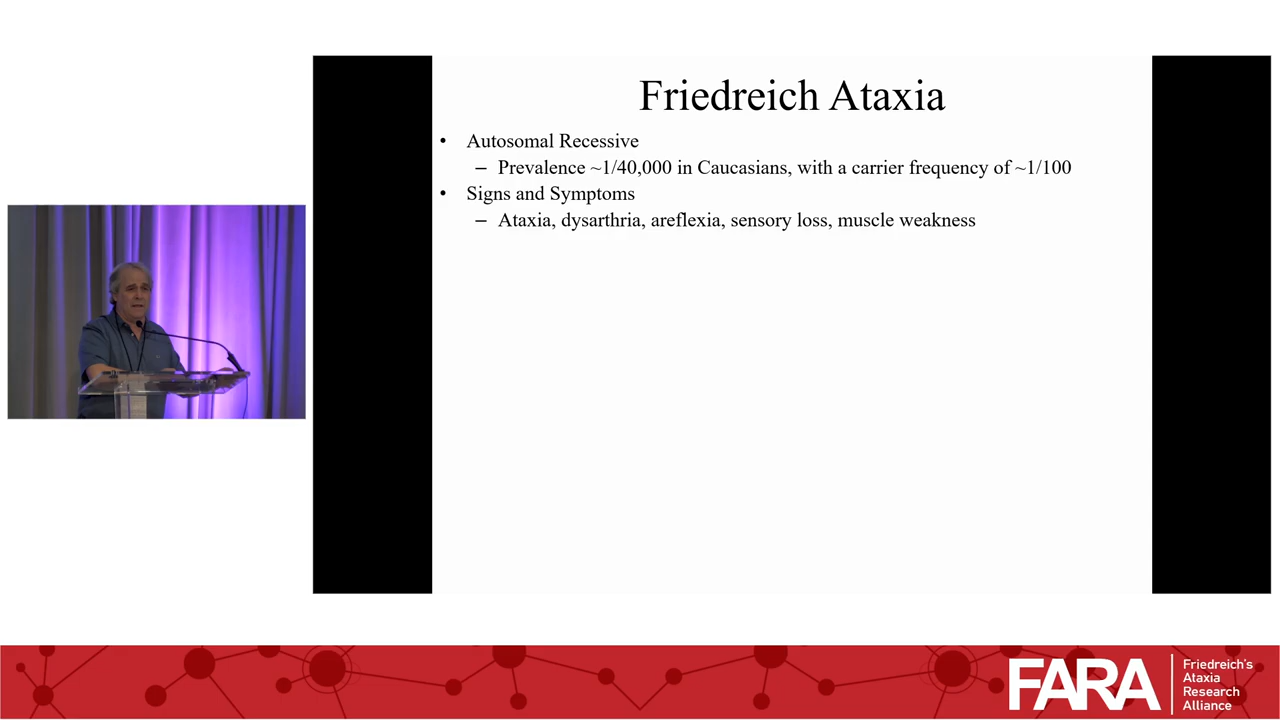 Friedreich Ataxia
• Autosomal Recessive
– Prevalence ~1/40,000 in Caucasians, with a carrier frequency of ~1/100
• Signs and Symptoms
– Ataxia, dysarthria, areflexia, sensory loss, muscle weakness
FARA
Friedreich's
Ataxia
Research
Alliance